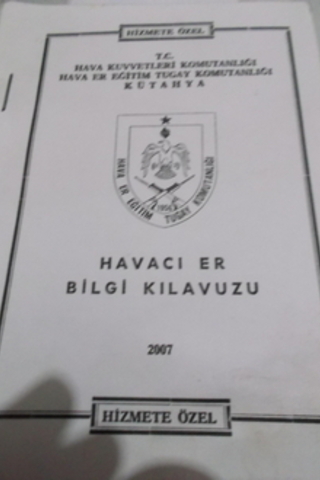 HİZMETE ÖZEL
T.C.
HAVA KUVVETLERİ KOMUTANLIĞI
HAVA ER EĞİTİM TUGAY KOMUTANLIĞI
KÜTAHYA
HAVA ER EĞİTİM TUGAY KOMUTANLIĞI
HAVACI ER
BİLGİ KILAVUZU
2007
HİZMETE ÖZEL